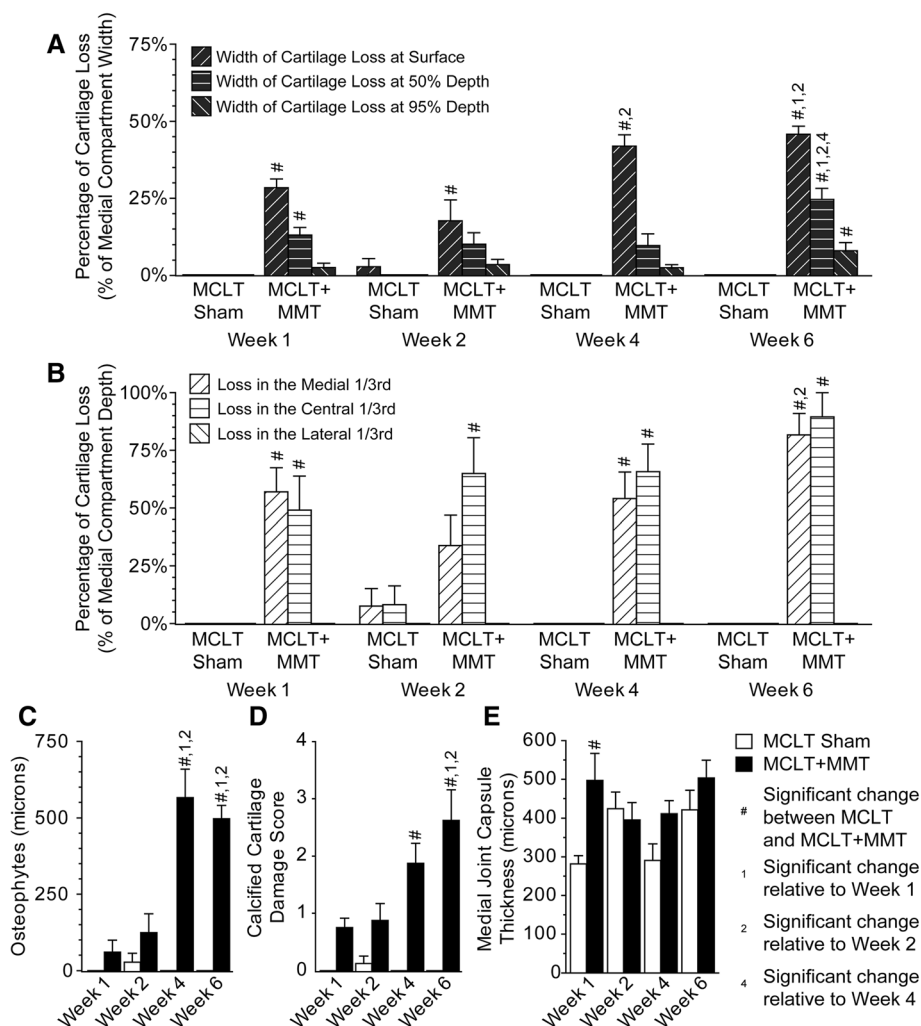 A
Percentage of Cartilage Loss
(% of Medial Compartment Width)
75%
50%
25%
0%
Width of Cartilage Loss at Surface
Width of Cartilage Loss at 50% Depth
Width of Cartilage Loss at 95% Depth
#
#
#
#,2
#,1,2
#,1,2,4
#
MCLT MCLT+ MCLT MCLT+ MCLT MCLT+ MCLT MCLT+
Sham MMT Sham MMT Sham MMT Sham MMT
Week 1 Week 2 Week 4 Week 6
B
Percentage of Cartilage Loss
(% of Medial Compartment Depth)
100%
75%
50%
25%
0%
Loss in the Medial 1/3rd
Loss in the Central 1/3rd
Loss in the Lateral 1/3rd
#
#
#
#
#
#,2
#
MCLT MCLT+ MCLT MCLT+ MCLT MCLT+ MCLT MCLT+
Sham MMT Sham MMT Sham MMT Sham MMT
Week 1 Week 2 Week 4 Week 6
C
Osteophytes (microns)
750
500
250
0
#,1,2
#,1,2
Week 1 Week 2 Week 4 Week 6
D
Calcified Cartilage
Damage Score
4
3
2
1
0
#
#,1,2
Week 1 Week 2 Week 4 Week 6
E
Medial Joint Capsule
Thickness (microns)
600
500
400
300
200
100
0
#
Week 1 Week 2 Week 4 Week 6
MCLT Sham
MCLT+MMT
# Significant change
between MCLT
and MCLT+MMT
1 Significant change
relative to Week 1
2 Significant change
relative to Week 2
4 Significant change
relative to Week 4